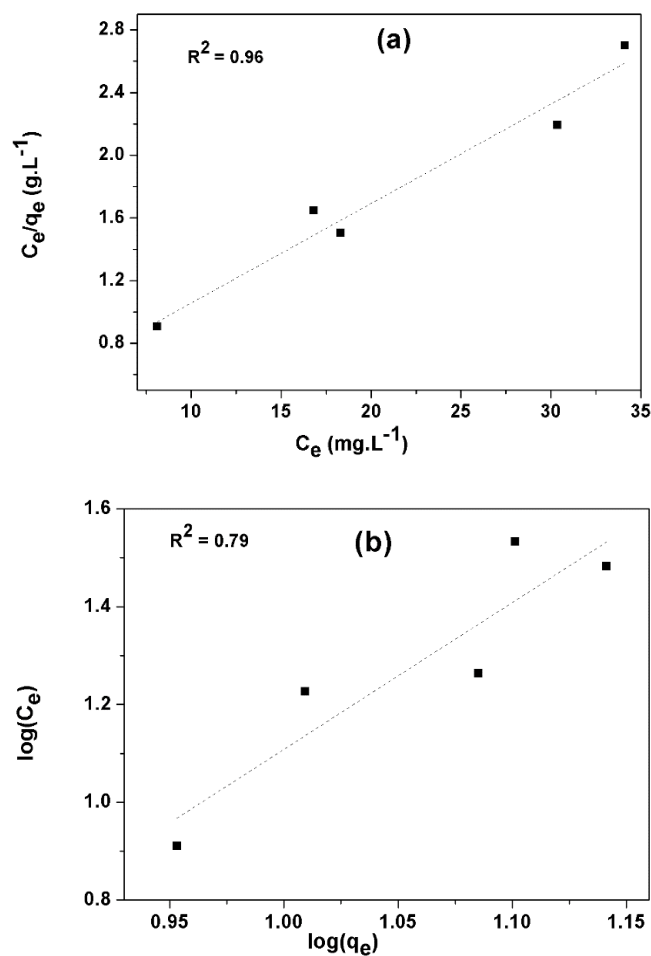 (a)
R² = 0.96
2.8
2.4
2.0
1.6
1.2
0.8
Cₑ/qₑ (g.L⁻¹)
10 15 20 25 30 35
Cₑ (mg.L⁻¹)
(b)
R² = 0.79
1.6
1.4
1.2
1.0
0.8
log(Cₑ)
0.95 1.00 1.05 1.10 1.15
log(qₑ)